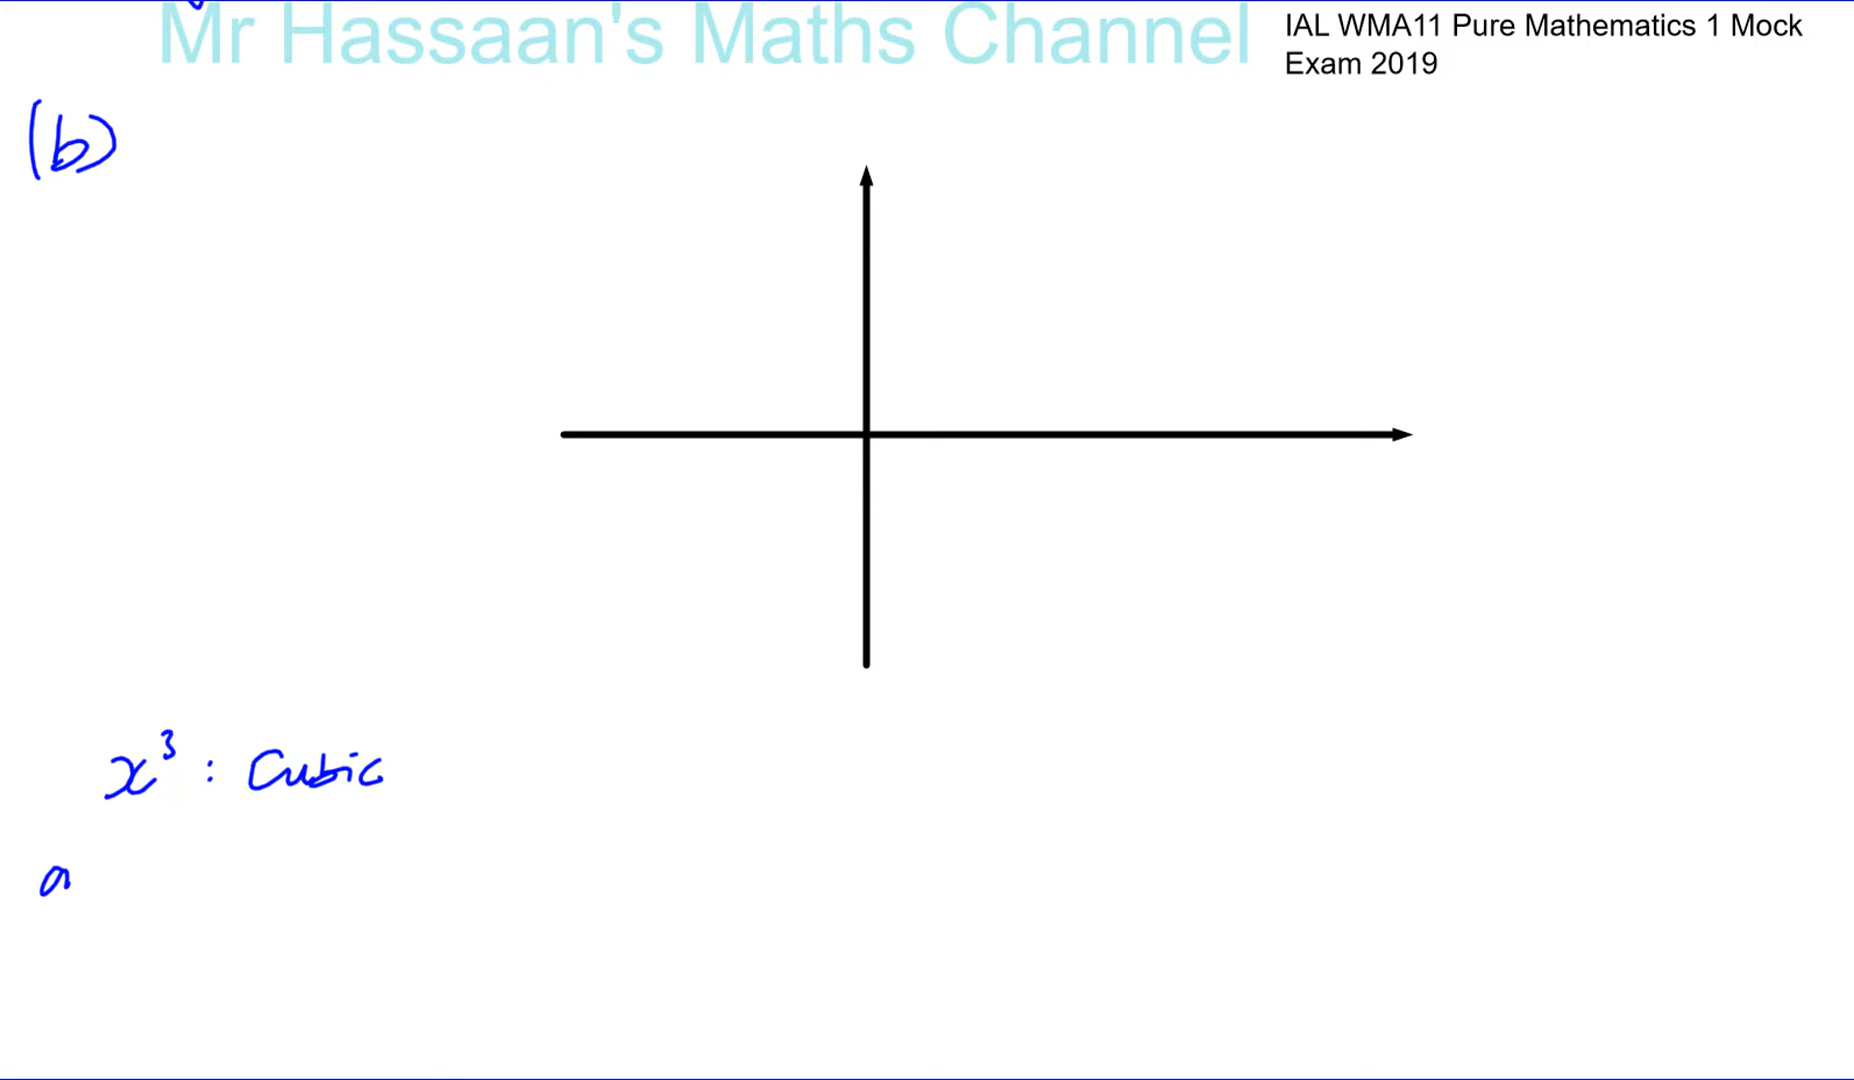 Mr Hassaan's Maths Channel
IAL WMA11 Pure Mathematics 1 Mock
Exam 2019
(b)
x³ : Cubic
a